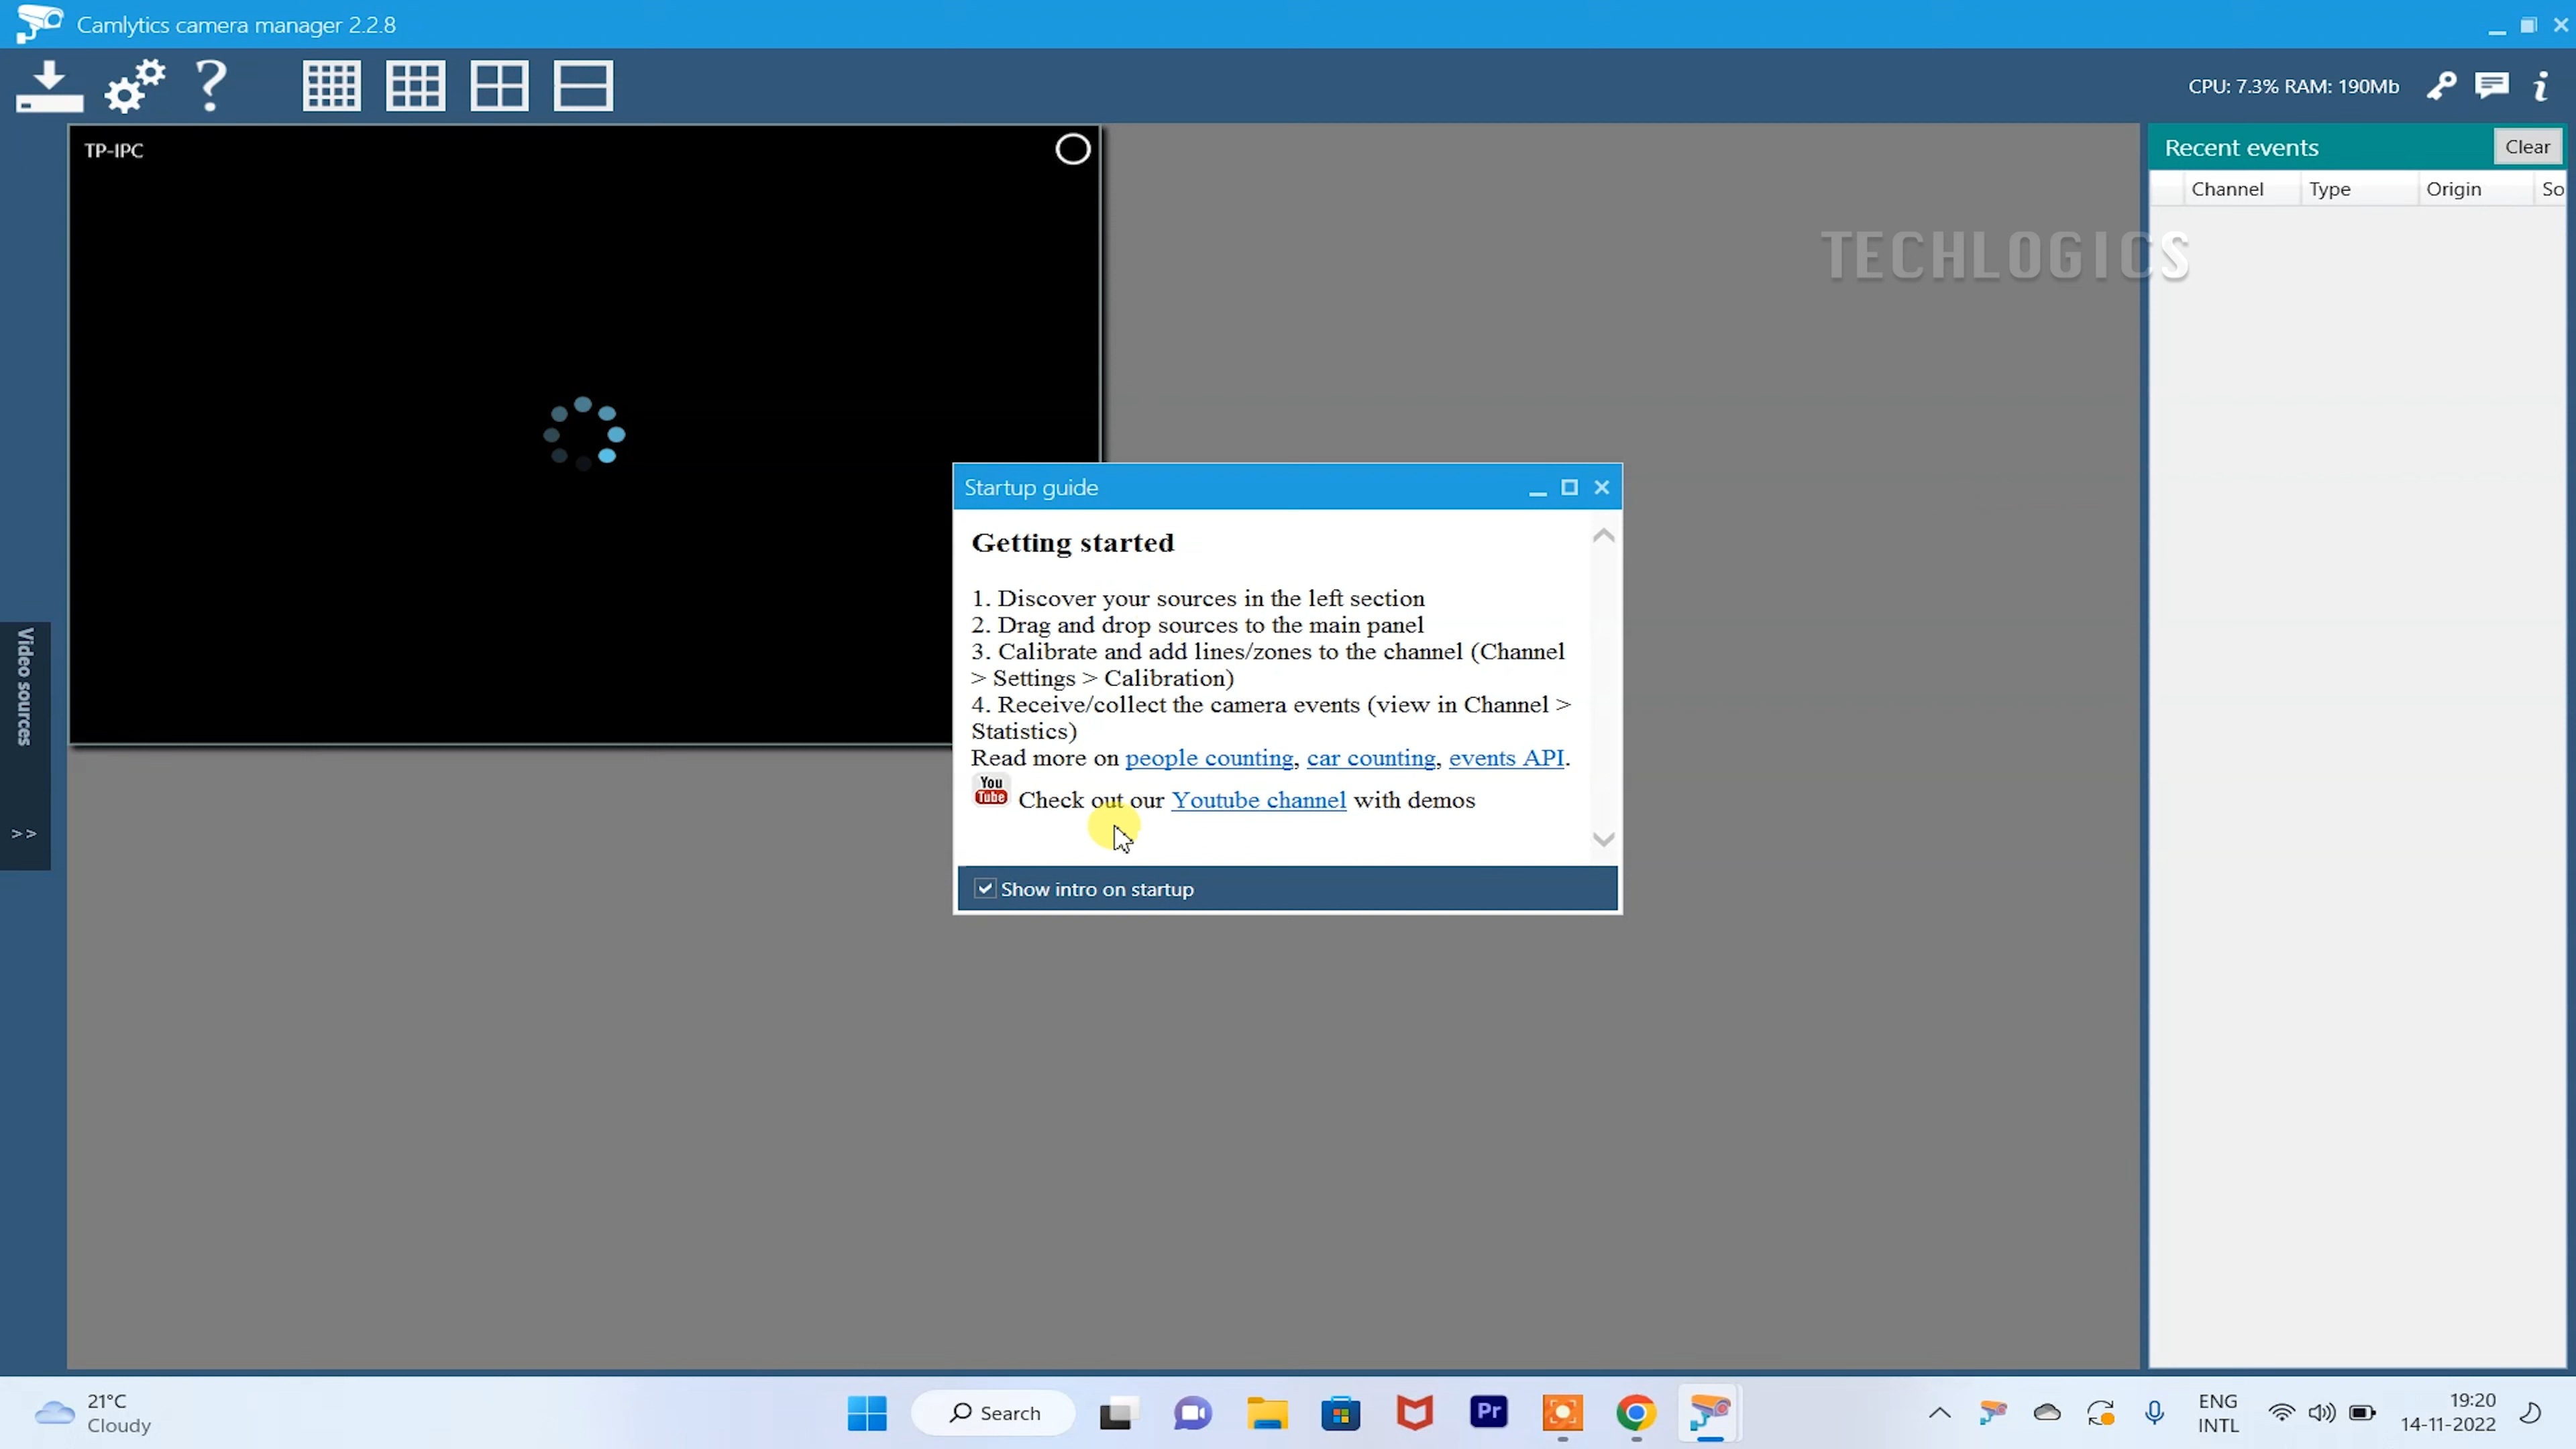 Camlytics camera manager 2.2.8
CPU: 7.3% RAM: 190Mb
TP-IPC
Recent events
Clear
Channel Type Origin So
TECHLOGICS
Video sources
>>
Startup guide
Getting started
1. Discover your sources in the left section
2. Drag and drop sources to the main panel
3. Calibrate and add lines/zones to the channel (Channel
> Settings > Calibration)
4. Receive/collect the camera events (view in Channel >
Statistics)
Read more on people counting, car counting, events API.
You Tube Check out our Youtube channel with demos
Show intro on startup
21°C
Cloudy
Search
Pr
ENG
INTL
19:20
14-11-2022